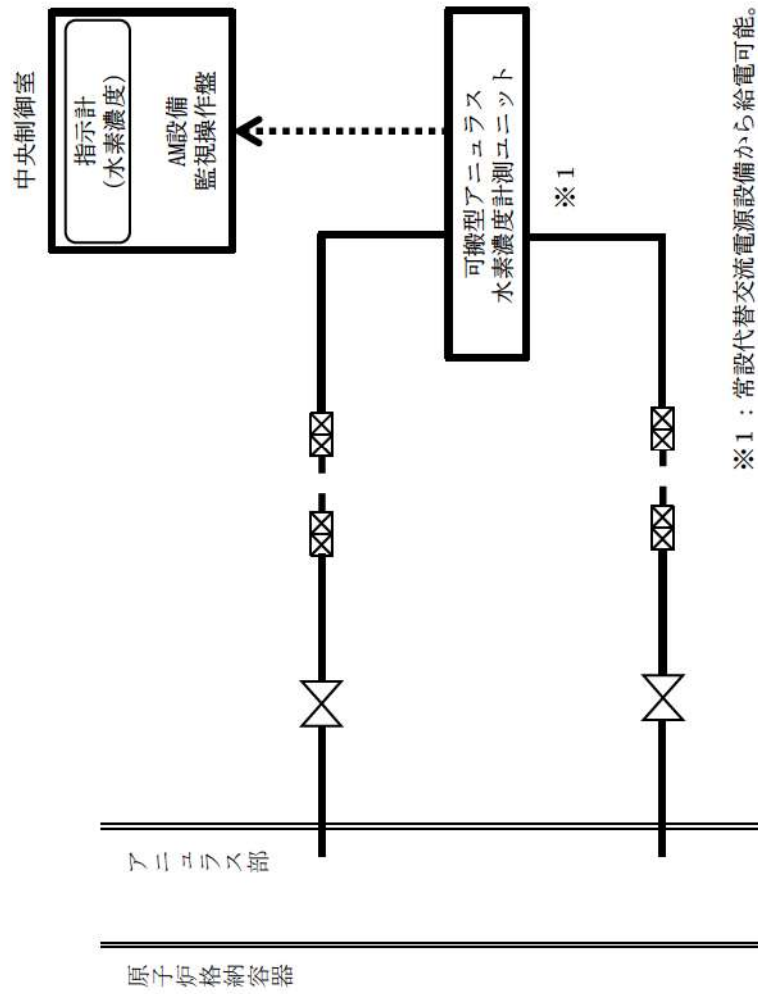 中央制御室
指示計
(水素濃度)
AM設備
監視操作盤
可搬型アニュラス
水素濃度計測ユニット
※1
アニュラス部
原子炉格納容器
※1：常設代替交流電源設備から給電可能。